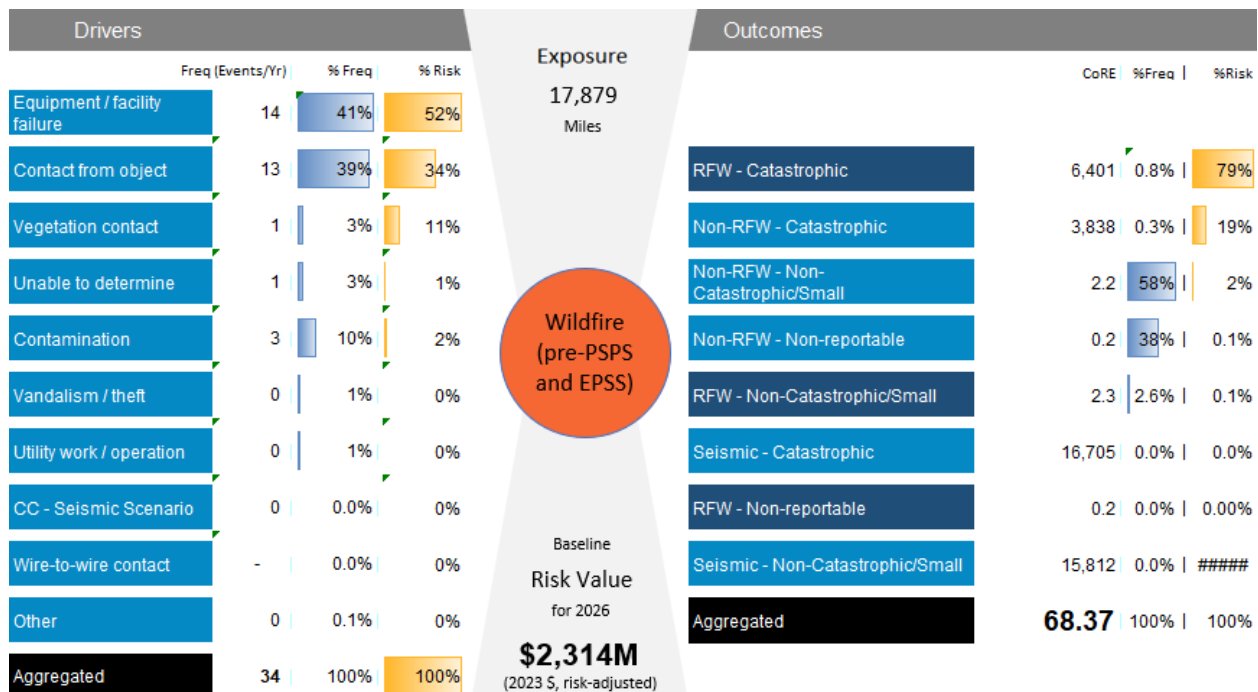 Drivers
Freq (Events/Yr) % Freq % Risk
Equipment / facility
failure 14 41% 52%
Contact from object 13 39% 34%
Vegetation contact 1 3% 11%
Unable to determine 1 3% 1%
Contamination 3 10% 2%
Vandalism / theft 0 1% 0%
Utility work / operation 0 1% 0%
CC - Seismic Scenario 0 0.0% 0%
Wire-to-wire contact - 0.0% 0%
Other 0 0.1% 0%
Aggregated 34 100% 100%
Exposure
17,879
Miles
Wildfire
(pre-PSPS
and EPSS)
Baseline
Risk Value
for 2026
$2,314M
(2023 $, risk-adjusted)
Outcomes
CoRE %Freq | %Risk
RFW - Catastrophic 6,401 0.8% | 79%
Non-RFW - Catastrophic 3,838 0.3% | 19%
Non-RFW - Non-
Catastrophic/Small 2.2 58% | 2%
Non-RFW - Non-reportable 0.2 38% | 0.1%
RFW - Non-Catastrophic/Small 2.3 2.6% | 0.1%
Seismic - Catastrophic 16,705 0.0% | 0.0%
RFW - Non-reportable 0.2 0.0% | 0.00%
Seismic - Non-Catastrophic/Small 15,812 0.0% | #####
Aggregated 68.37 100% | 100%